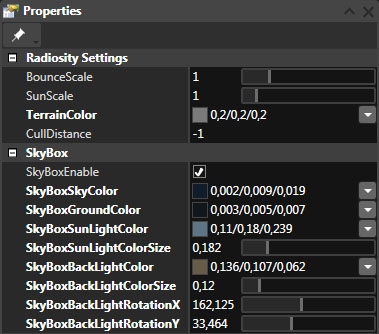 Properties
Radiosity Settings
BounceScale 1
SunScale 1
TerrainColor 0,2/0,2/0,2
CullDistance -1
SkyBox
SkyBoxEnable
SkyBoxSkyColor 0,002/0,009/0,019
SkyBoxGroundColor 0,003/0,005/0,007
SkyBoxSunLightColor 0,11/0,18/0,239
SkyBoxSunLightColorSize 0,182
SkyBoxBackLightColor 0,136/0,107/0,062
SkyBoxBackLightColorSize 0,12
SkyBoxBackLightRotationX 162,125
SkyBoxBackLightRotationY 33,464